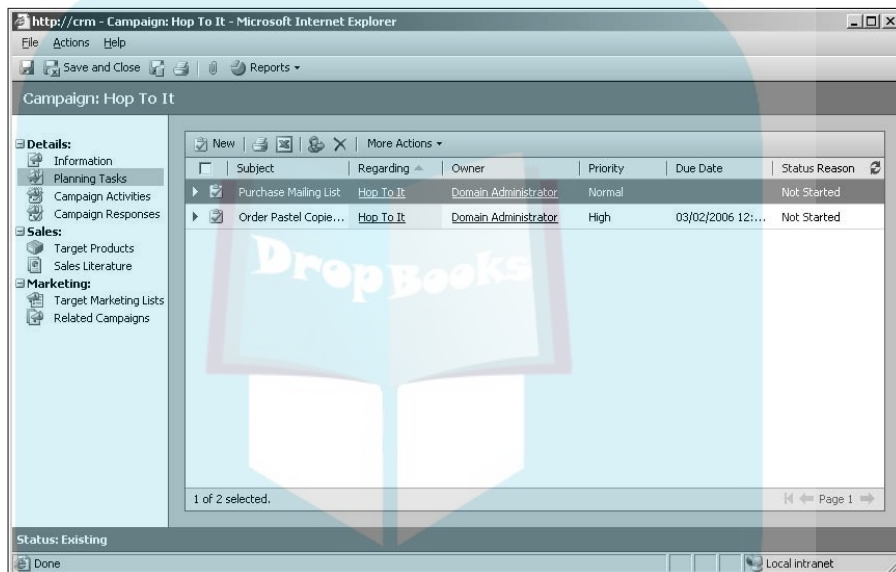 http://crm - Campaign: Hop To It - Microsoft Internet Explorer
File Actions Help
Save and Close Reports
Campaign: Hop To It
Details:
Information
Planning Tasks
Campaign Activities
Campaign Responses
Sales:
Target Products
Sales Literature
Marketing:
Target Marketing Lists
Related Campaigns
New More Actions
Subject Regarding Owner Priority Due Date Status Reason
Purchase Mailing List Hop To It Domain Administrator Normal Not Started
Order Pastel Copie... Hop To It Domain Administrator High 03/02/2006 12:... Not Started
DropBooks
1 of 2 selected.
Page 1
Status: Existing
Done Local intranet